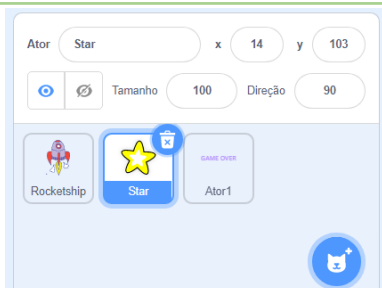 Ator Star x 14 y 103
Tamanho 100 Direção 90
GAME OVER
Rocketship Star Ator1